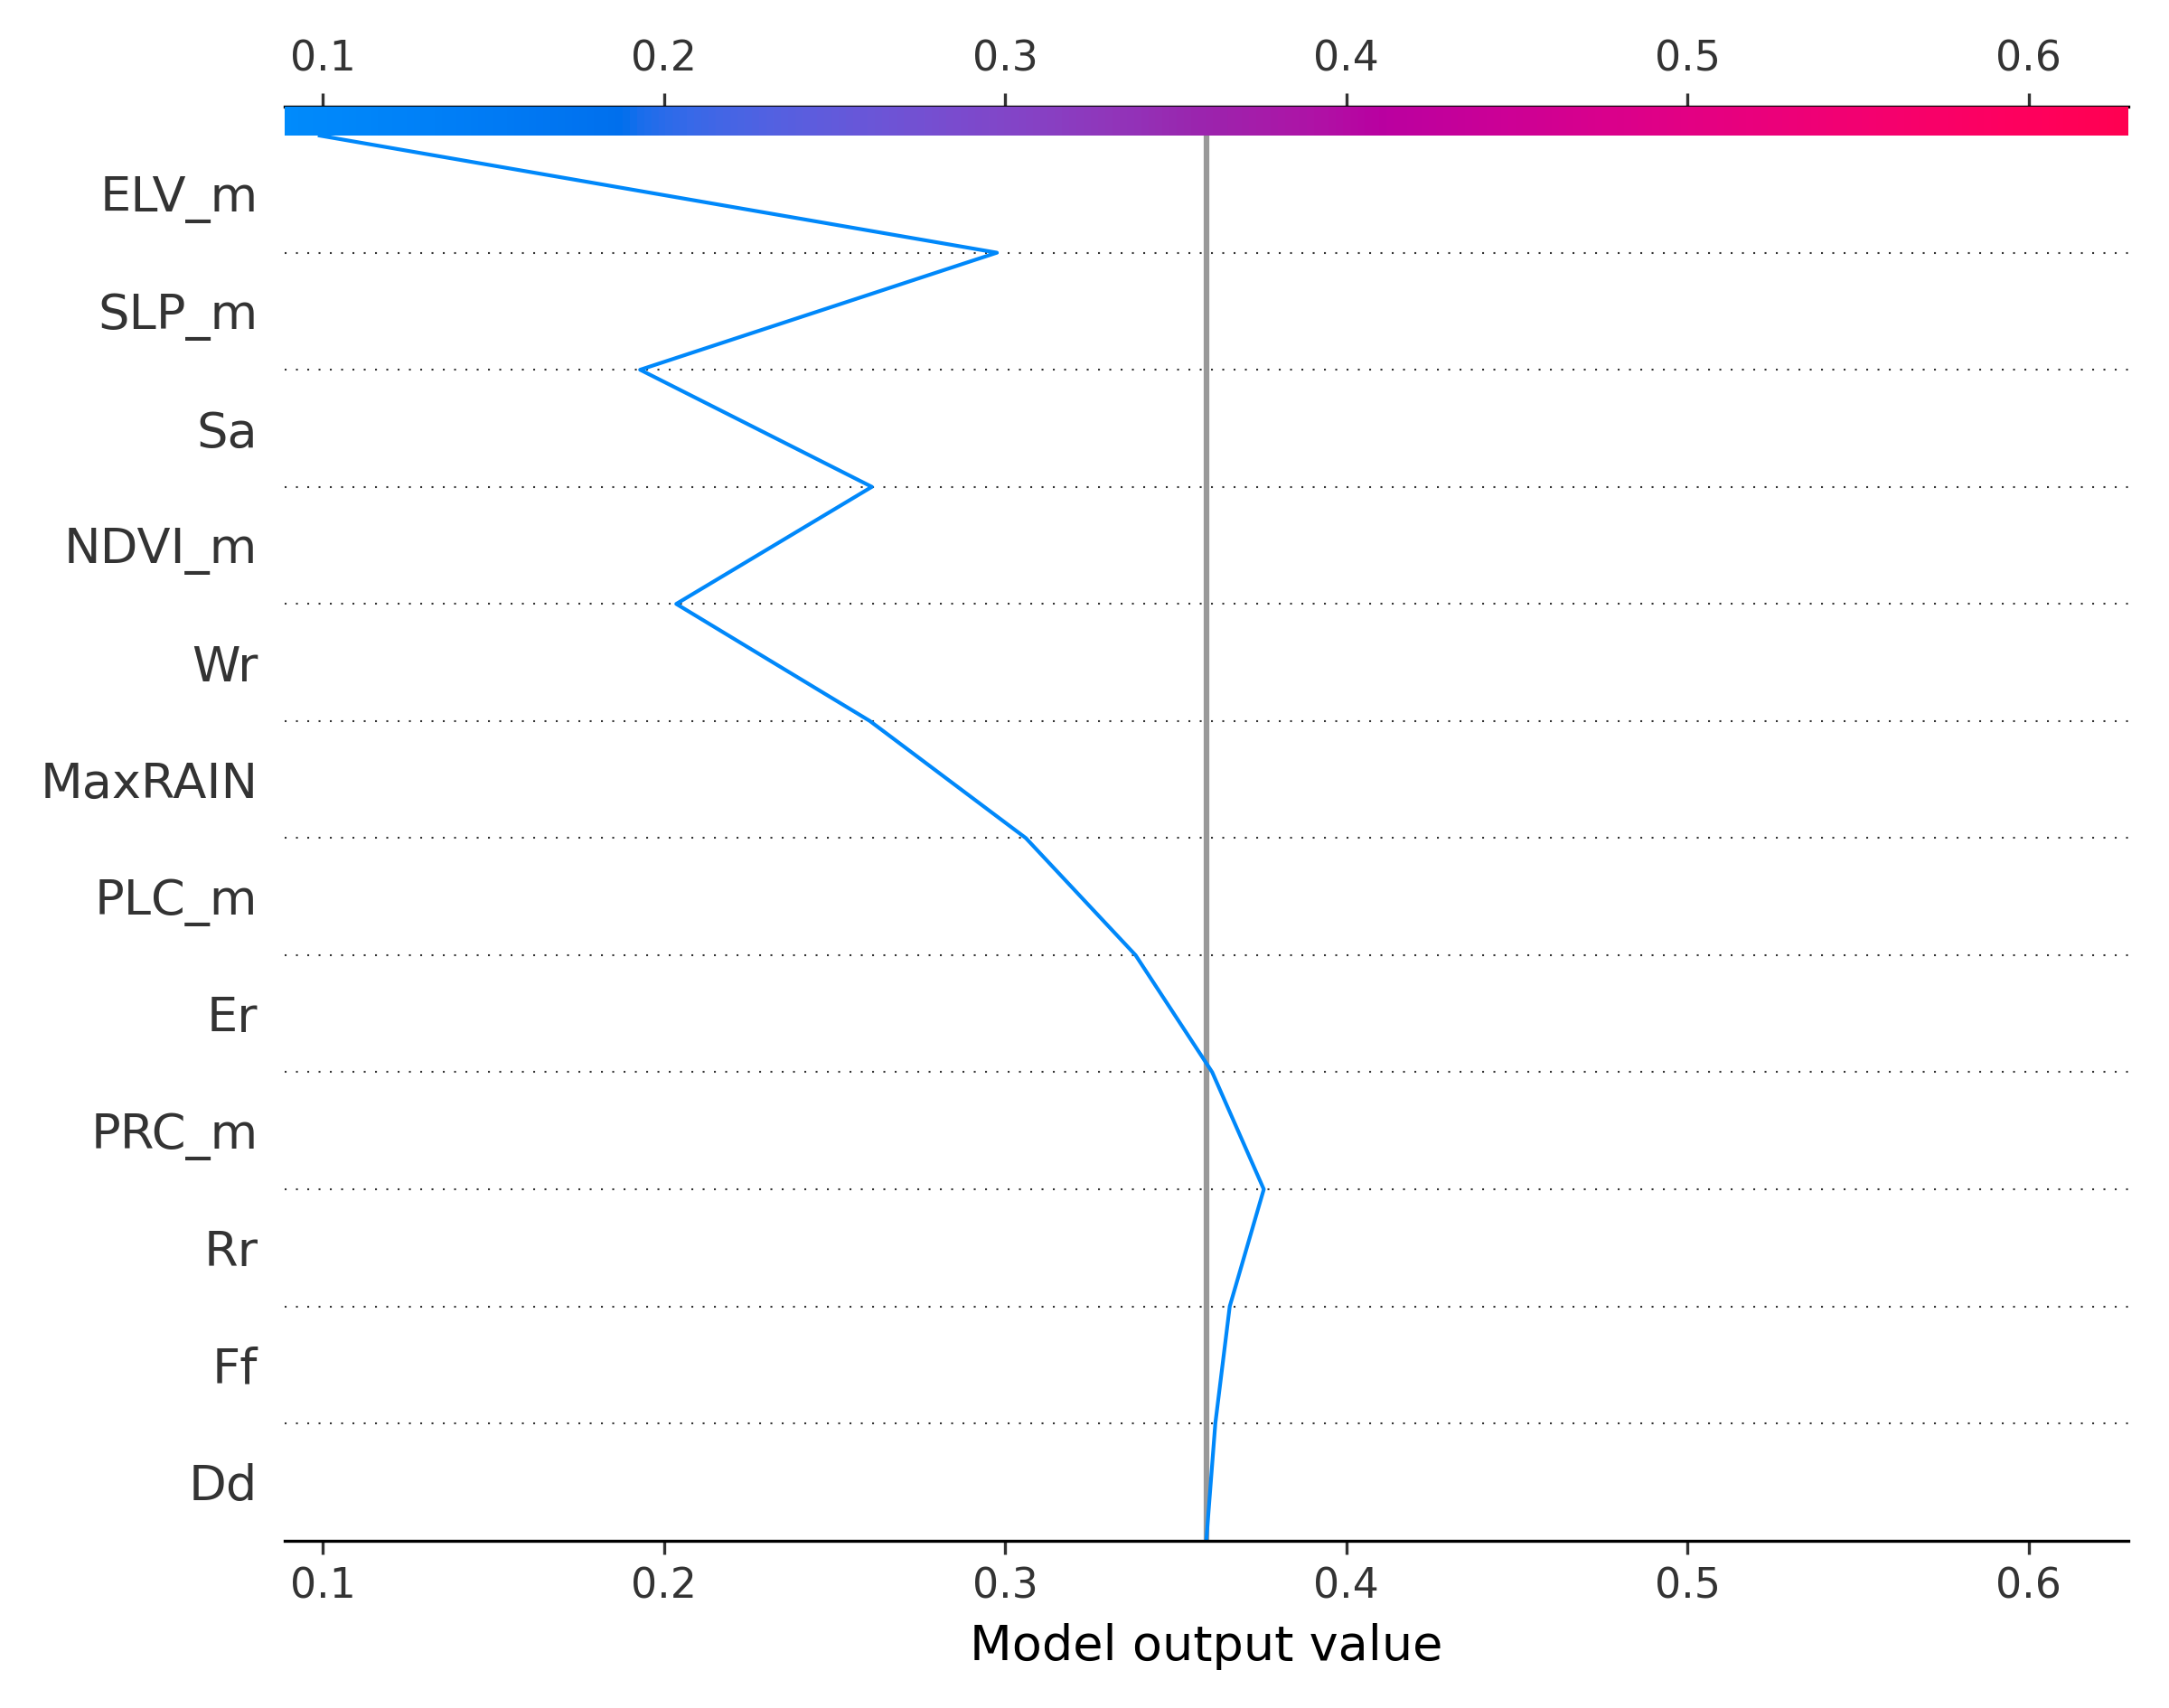 0.1 0.2 0.3 0.4 0.5 0.6
ELV_m
SLP_m
Sa
NDVI_m
Wr
MaxRAIN
PLC_m
Er
PRC_m
Rr
Ff
Dd
0.1 0.2 0.3 0.4 0.5 0.6
Model output value